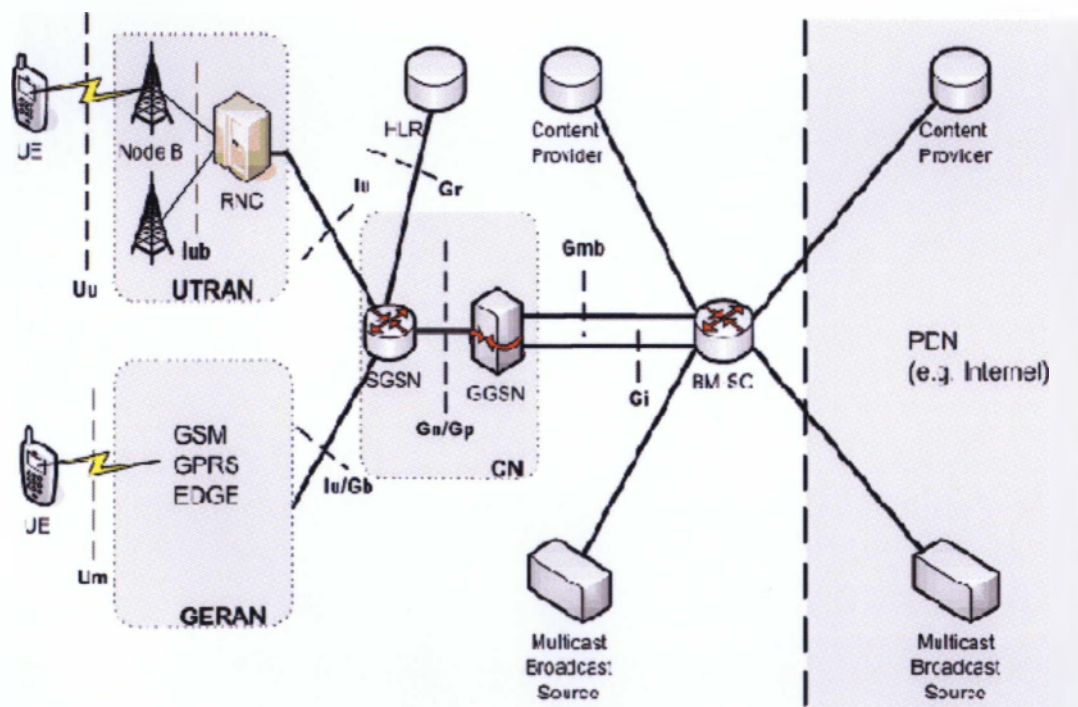 UE
Node B
RNC
Iub
Uu
UTRAN
HLR
Iu
Gr
Content
Provider
Content
Provider
Gmb
SGSN
GGSN
Gn/Gp
CN
Gi
BM-SC
PDN
(e.g. Internet)
GSM
GPRS
EDGE
UE
Um
GERAN
Iu/Gb
Multicast
Broadcast
Source
Multicast
Broadcast
Source